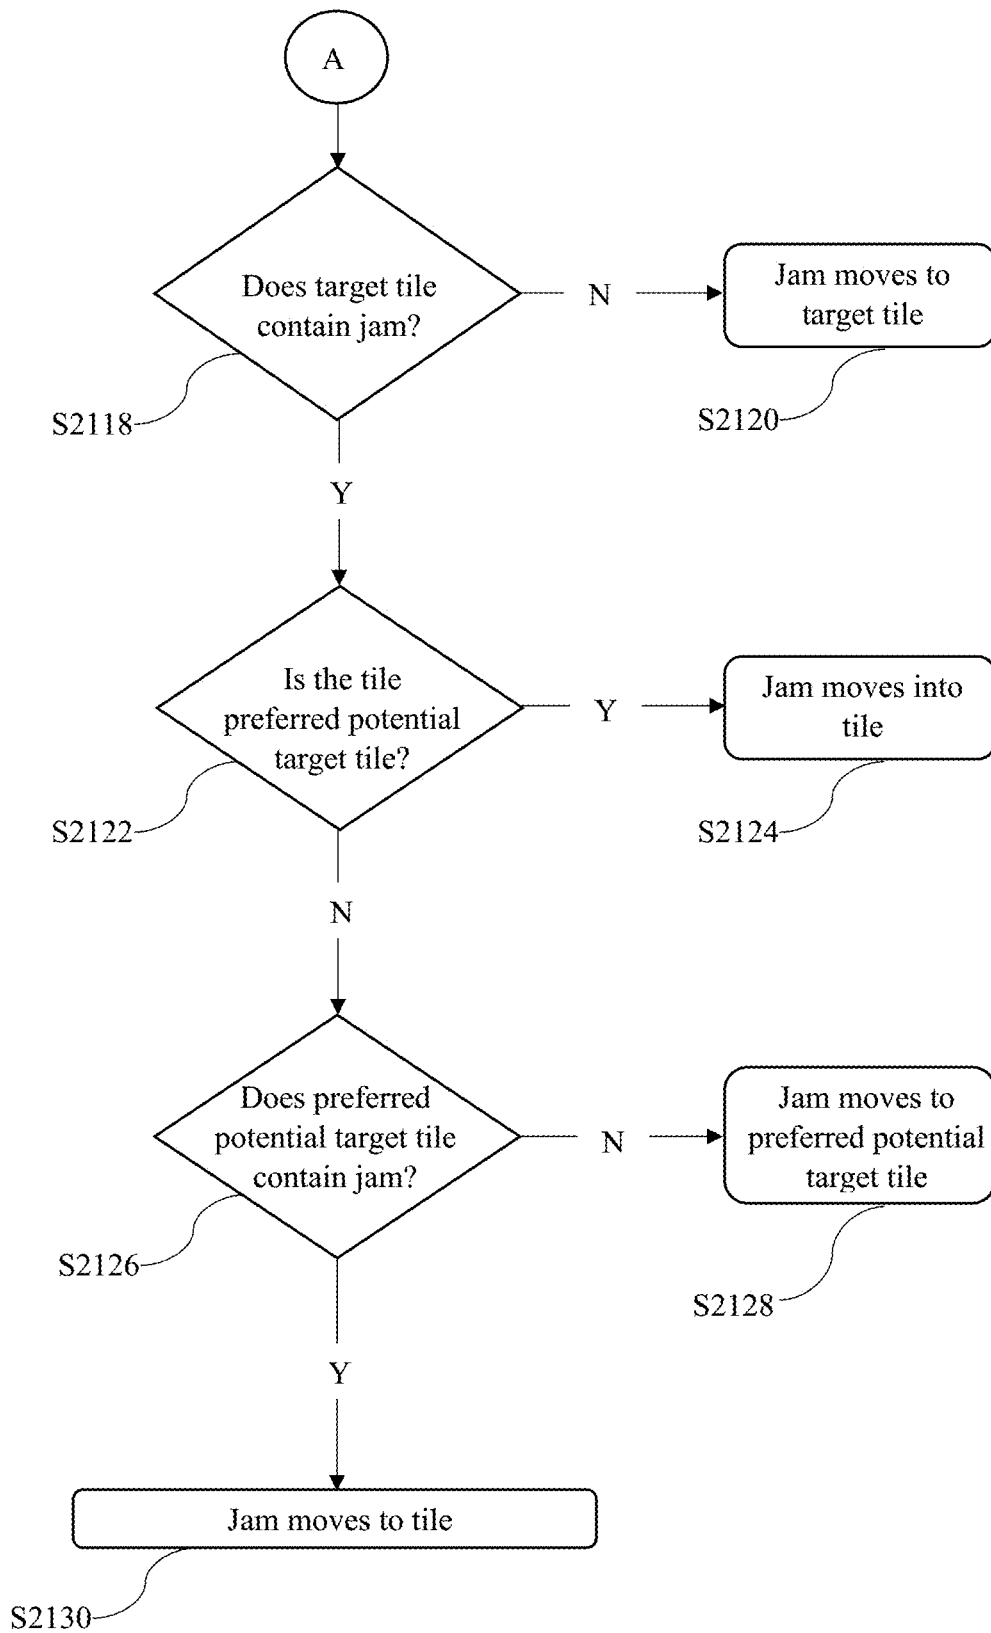 A
Does target tile
contain jam?
N
Jam moves to
target tile
S2118
S2120
Y
Is the tile
preferred potential
target tile?
Y
Jam moves into
tile
S2122
S2124
N
Does preferred
potential target tile
contain jam?
N
Jam moves to
preferred potential
target tile
S2126
S2128
Y
Jam moves to tile
S2130